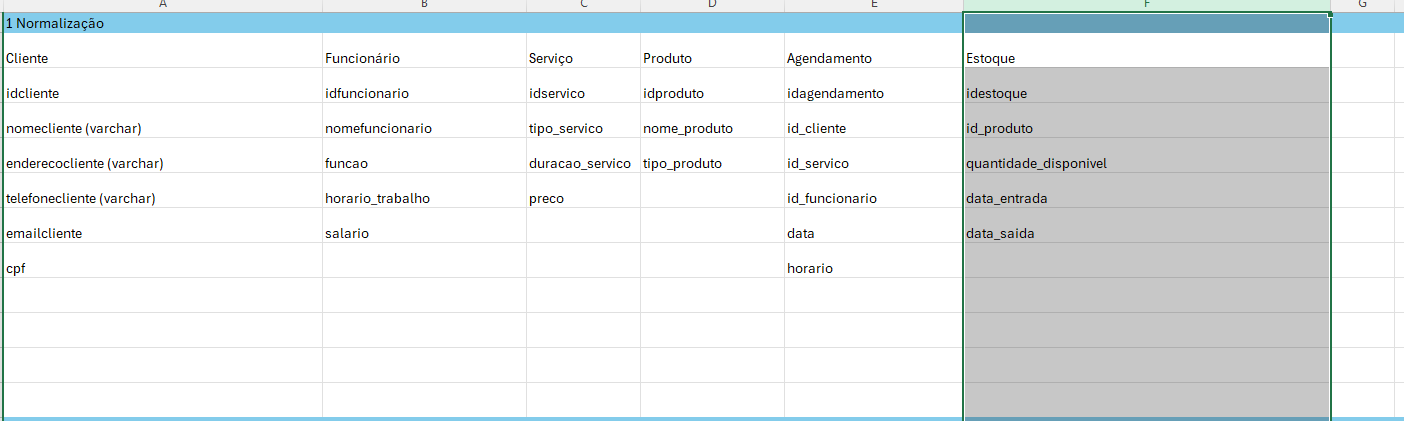 A B C D E F G
1 Normalização
Cliente Funcionário Serviço Produto Agendamento Estoque
idcliente idfuncionario idservico idproduto idagendamento idestoque
nomecliente (varchar) nomefuncionario tipo_servico nome_produto id_cliente id_produto
enderecocliente (varchar) funcao duracao_servico tipo_produto id_servico quantidade_disponivel
telefonecliente (varchar) horario_trabalho preco id_funcionario data_entrada
emailcliente salario data data_saida
cpf horario